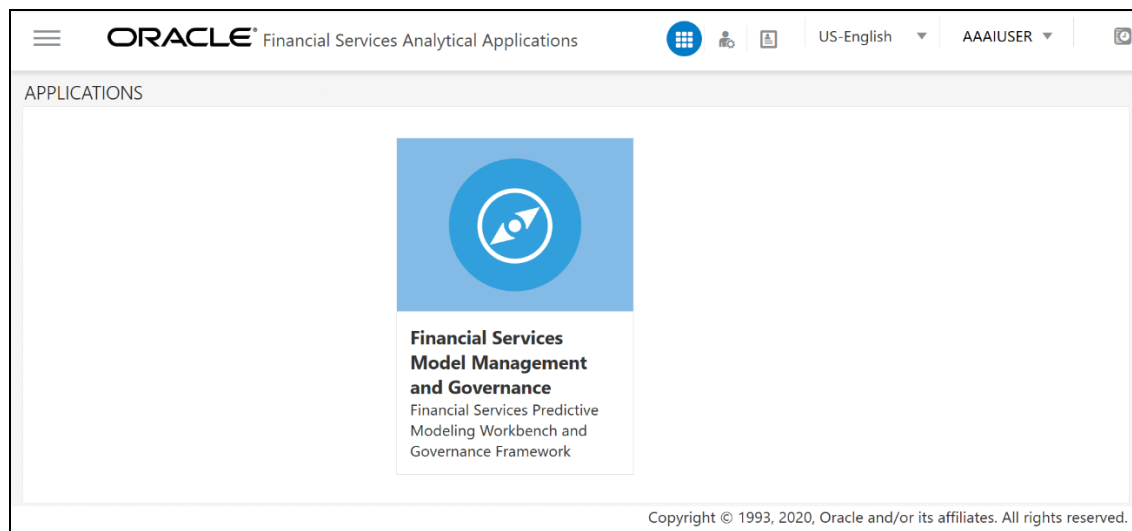 ORACLE® Financial Services Analytical Applications US-English AAAIUSER
APPLICATIONS
Financial Services
Model Management
and Governance
Financial Services Predictive
Modeling Workbench and
Governance Framework
Copyright © 1993, 2020, Oracle and/or its affiliates. All rights reserved.